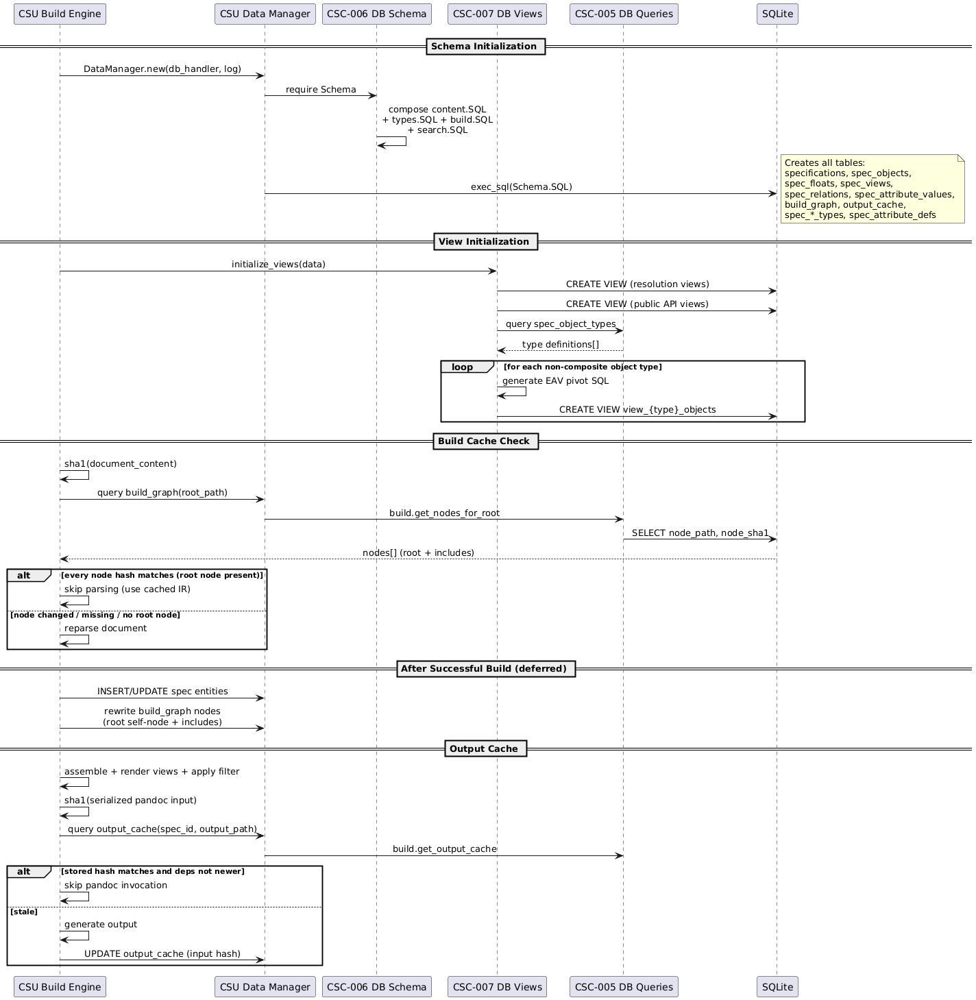 CSU Build Engine
CSU Data Manager
CSC-006 DB Schema
CSC-007 DB Views
CSC-005 DB Queries
SQLite
Schema Initialization
DataManager.new(db_handler, log)
require Schema
compose content.SQL
+ types.SQL + build.SQL
+ search.SQL
exec_sql(Schema.SQL)
Creates all tables:
specifications, spec_objects,
spec_floats, spec_views,
spec_relations, spec_attribute_values,
build_graph, output_cache,
spec_*_types, spec_attribute_defs
View Initialization
initialize_views(data)
CREATE VIEW (resolution views)
CREATE VIEW (public API views)
query spec_object_types
type definitions[]
loop
[for each non-composite object type]
generate EAV pivot SQL
CREATE VIEW view_{type}_objects
Build Cache Check
sha1(document_content)
query build_graph(root_path)
build.get_nodes_for_root
SELECT node_path, node_sha1
nodes[] (root + includes)
alt
[every node hash matches (root node present)]
skip parsing (use cached IR)
[node changed / missing / no root node]
reparse document
After Successful Build (deferred)
INSERT/UPDATE spec entities
rewrite build_graph nodes
(root self-node + includes)
Output Cache
assemble + render views + apply filter
sha1(serialized pandoc input)
query output_cache(spec_id, output_path)
build.get_output_cache
alt
[stored hash matches and deps not newer]
skip pandoc invocation
[stale]
generate output
UPDATE output_cache (input hash)
CSU Build Engine
CSU Data Manager
CSC-006 DB Schema
CSC-007 DB Views
CSC-005 DB Queries
SQLite